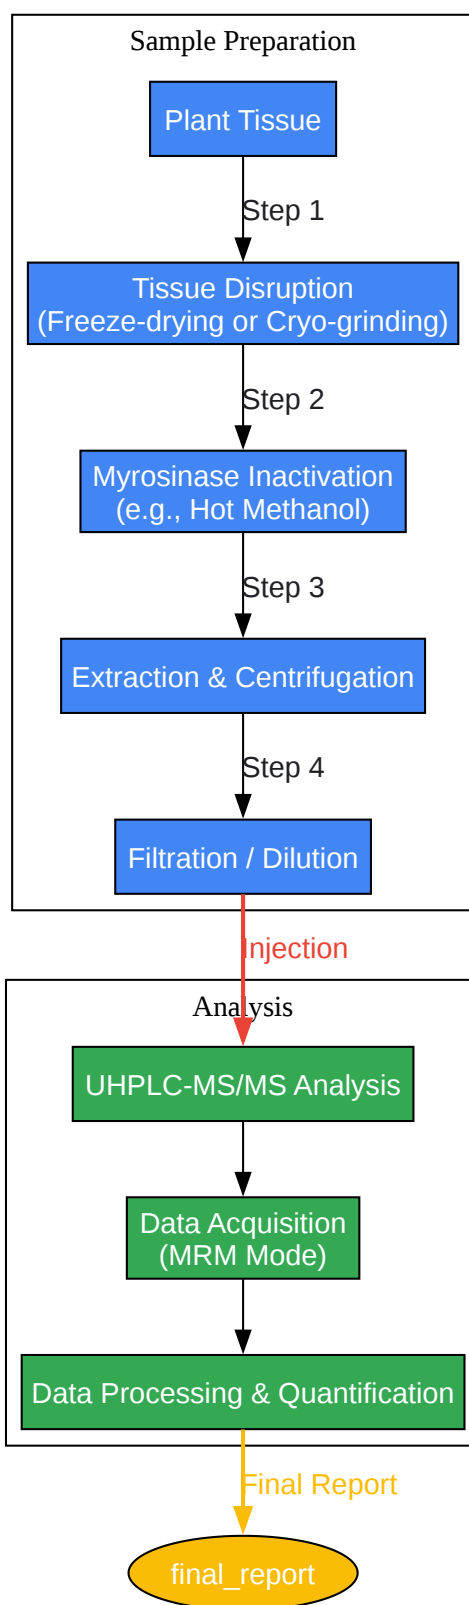 Sample Preparation
Plant Tissue
Step 1
Tissue Disruption
(Freeze-drying or Cryo-grinding)
Step 2
Myrosinase Inactivation
(e.g., Hot Methanol)
Step 3
Extraction & Centrifugation
Step 4
Filtration / Dilution
Injection
Analysis
UHPLC-MS/MS Analysis
Data Acquisition
(MRM Mode)
Data Processing & Quantification
Final Report
final_report